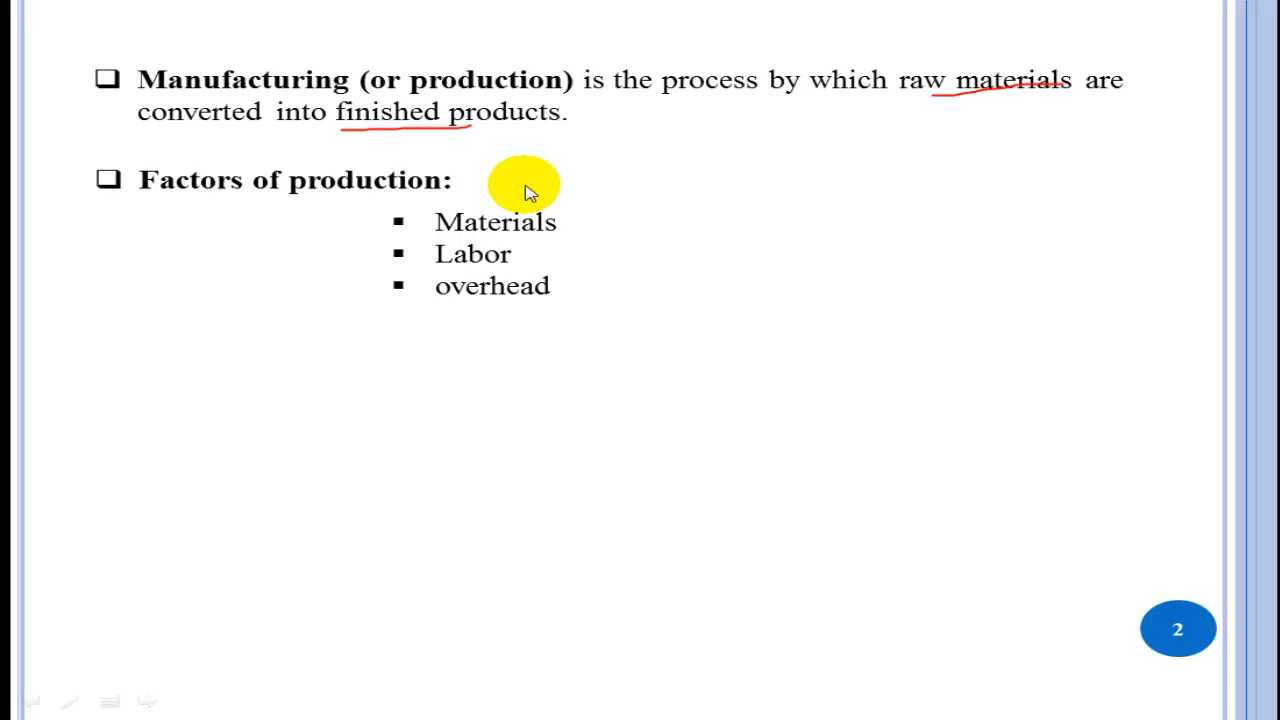 Manufacturing (or production) is the process by which raw materials are
converted into finished products.
Factors of production:
Materials
Labor
overhead
2